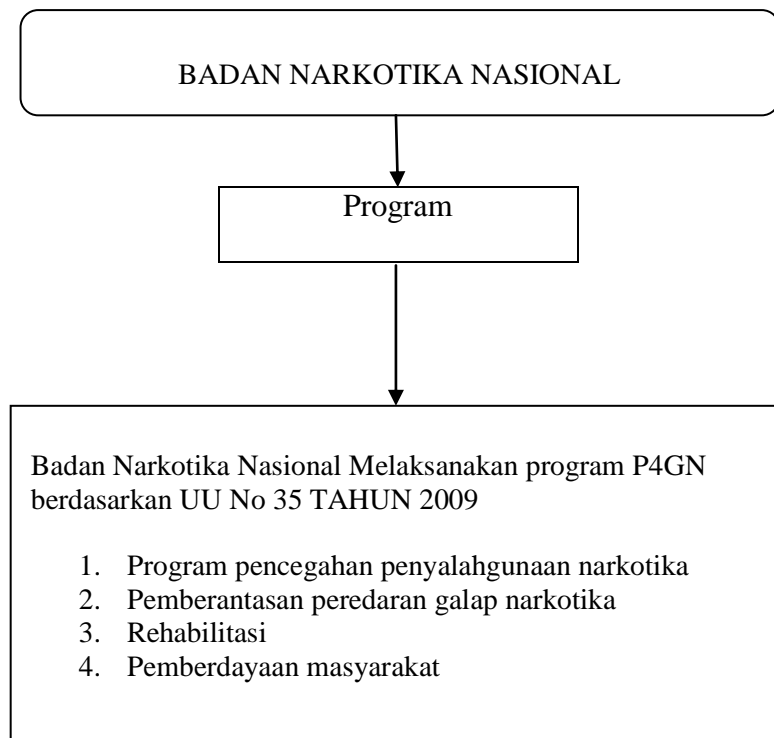 BADAN NARKOTIKA NASIONAL
Program
Badan Narkotika Nasional Melaksanakan program P4GN
berdasarkan UU No 35 TAHUN 2009
1. Program pencegahan penyalahgunaan narkotika
2. Pemberantasan peredaran galap narkotika
3. Rehabilitasi
4. Pemberdayaan masyarakat